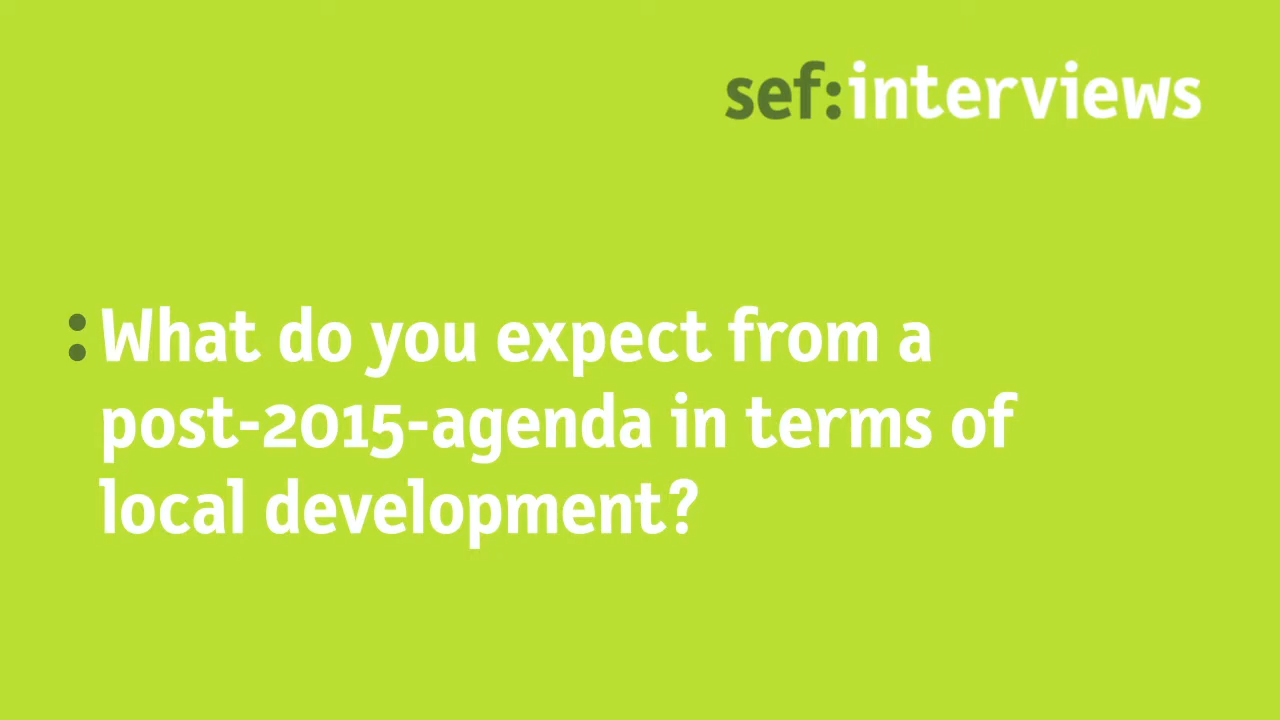 sef:interviews
:What do you expect from a
post-2015-agenda in terms of
local development?